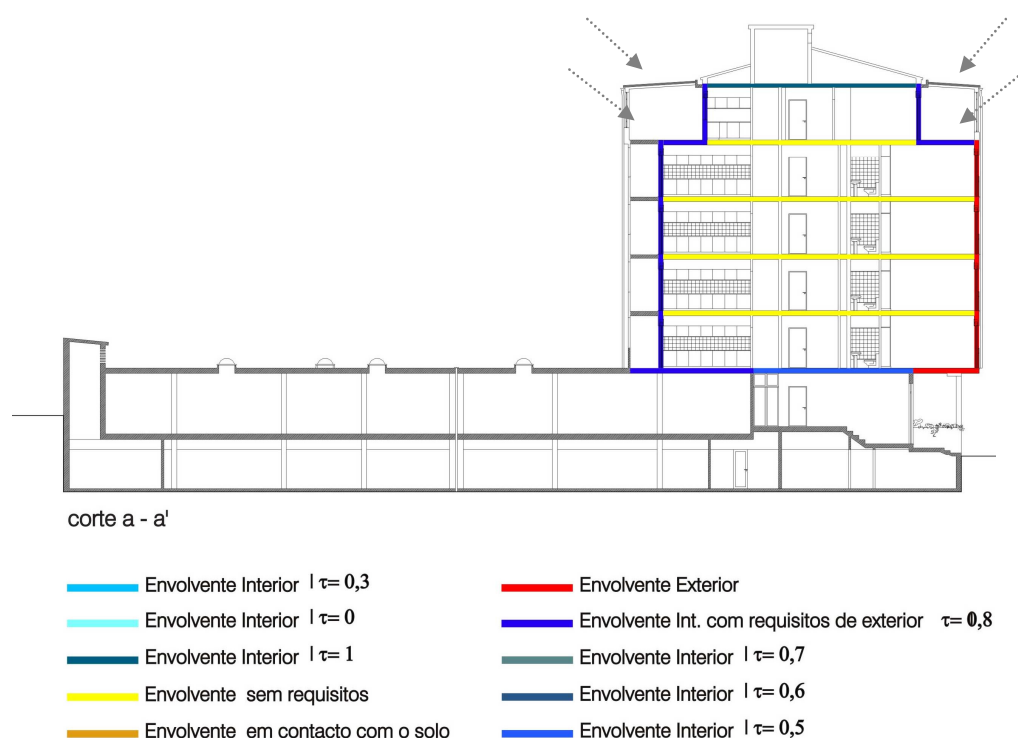 corte a - a'
Envolvente Interior | τ= 0,3
Envolvente Interior | τ= 0
Envolvente Interior | τ= 1
Envolvente sem requisitos
Envolvente em contacto com o solo
Envolvente Exterior
Envolvente Int. com requisitos de exterior τ= 0,8
Envolvente Interior | τ= 0,7
Envolvente Interior | τ= 0,6
Envolvente Interior | τ= 0,5